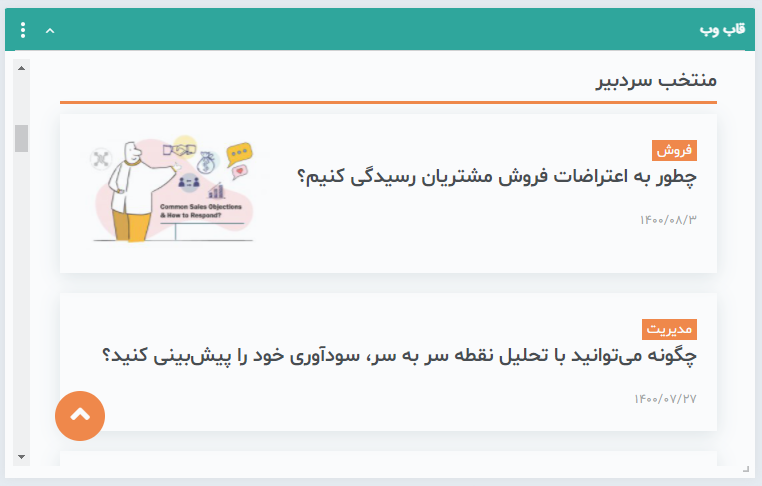 قاب وب
منتخب سردبیر
فروش
چطور به اعتراضات فروش مشتریان رسیدگی کنیم؟
۱۴۰۰/۰۸/۳
Common Sales Objections
& How to Respond?
مدیریت
چگونه می‌توانید با تحلیل نقطه سر به سر، سودآوری خود را پیش‌بینی کنید؟
۱۴۰۰/۰۷/۲۷